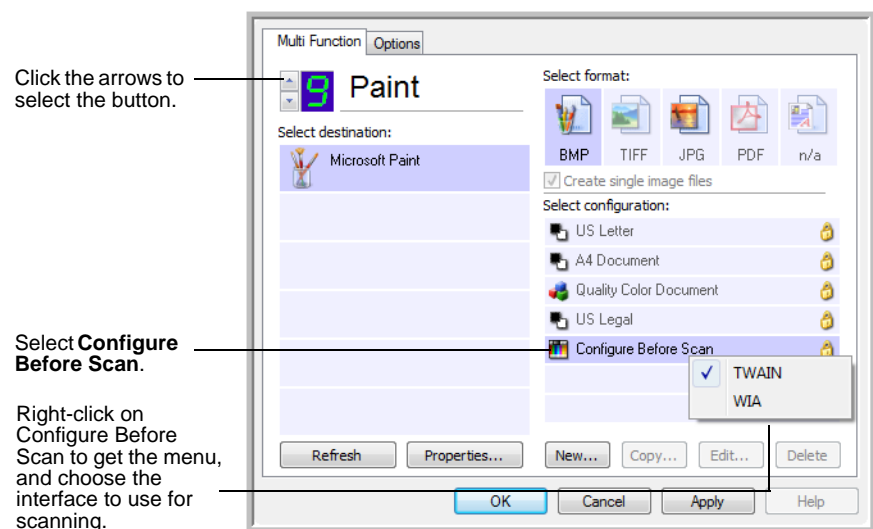 Click the arrows to
select the button.
Select Configure
Before Scan.
Right-click on
Configure Before
Scan to get the menu,
and choose the
interface to use for
scanning.
Multi Function
Options
9
Paint
Select destination:
Microsoft Paint
Select format:
BMP TIFF JPG PDF n/a
Create single image files
Select configuration:
US Letter
A4 Document
Quality Color Document
US Legal
Configure Before Scan
TWAIN
WIA
Refresh Properties... New... Copy... Edit... Delete
OK Cancel Apply Help